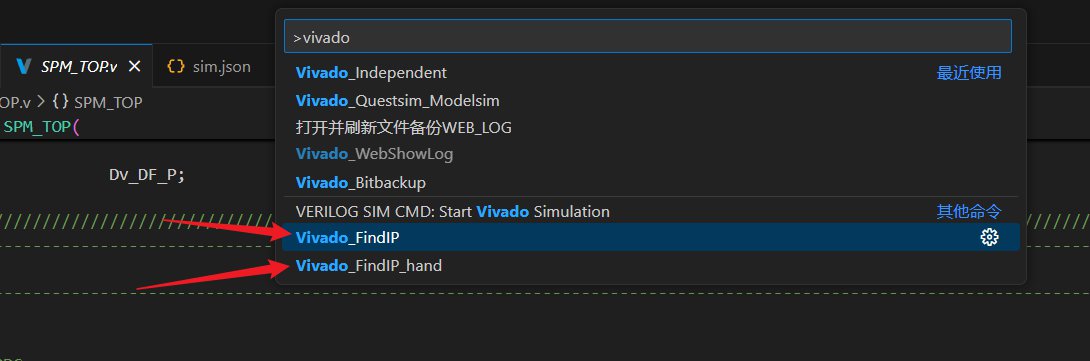 >vivado
SPM_TOP.v
sim.json
Vivado_Independent 最近使用
OP.v > {} SPM_TOP
Vivado_Questsim_Modelsim
SPM_TOP(
打开并刷新文件备份WEB_LOG
Vivado_WebShowLog
Dv_DF_P;
Vivado_Bitbackup
VERILOG SIM CMD: Start Vivado Simulation 其他命令
Vivado_FindIP
Vivado_FindIP_hand